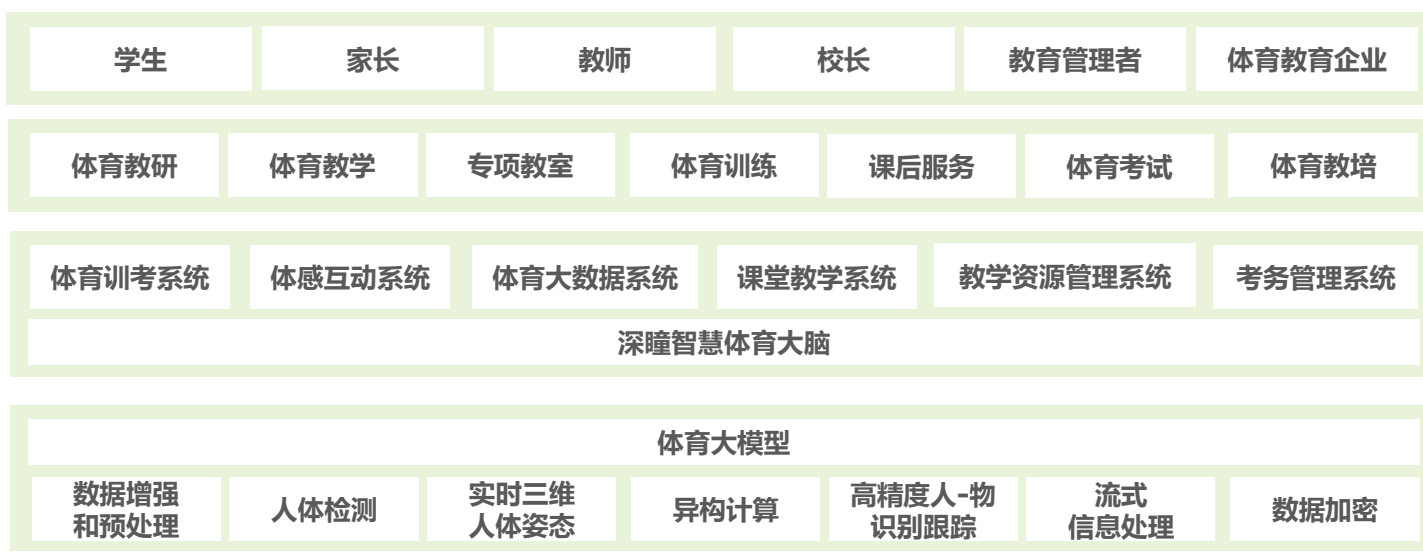 学生
家长
教师
校长
教育管理者
体育教育企业
体育教研
体育教学
专项教室
体育训练
课后服务
体育考试
体育教培
体育训考系统
体感互动系统
体育大数据系统
课堂教学系统
教学资源管理系统
考务管理系统
深瞳智慧体育大脑
体育大模型
数据增强
和预处理
人体检测
实时三维
人体姿态
异构计算
高精度人-物
识别跟踪
流式
信息处理
数据加密